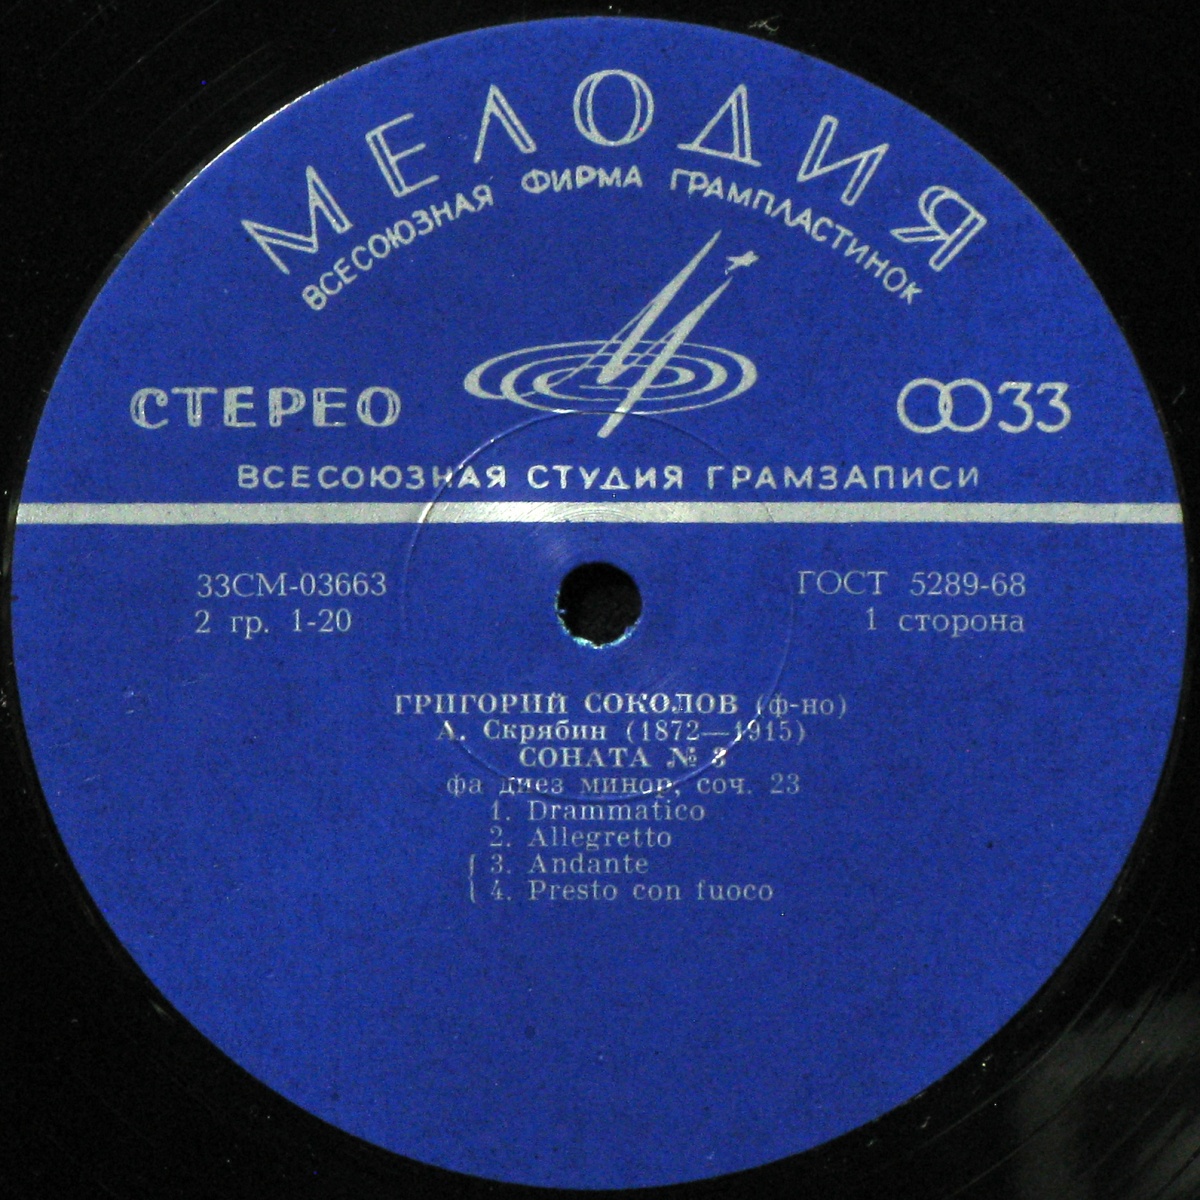 МЕЛОДИЯ
ВСЕСОЮЗНАЯ ФИРМА ГРАМПЛАСТИНОК
СТЕРЕО
33
ВСЕСОЮЗНАЯ СТУДИЯ ГРАМЗАПИСИ
33СМ-03663
ГОСТ 5289-68
2 гр. 1-20
1 сторона
ГРИГОРИЙ СОКОЛОВ (ф-но)
А. Скрябин (1872—1915)
СОНАТА № 3
фа диез минор, соч. 23
1. Drammatico
2. Allegretto
3. Andante
4. Presto con fuoco